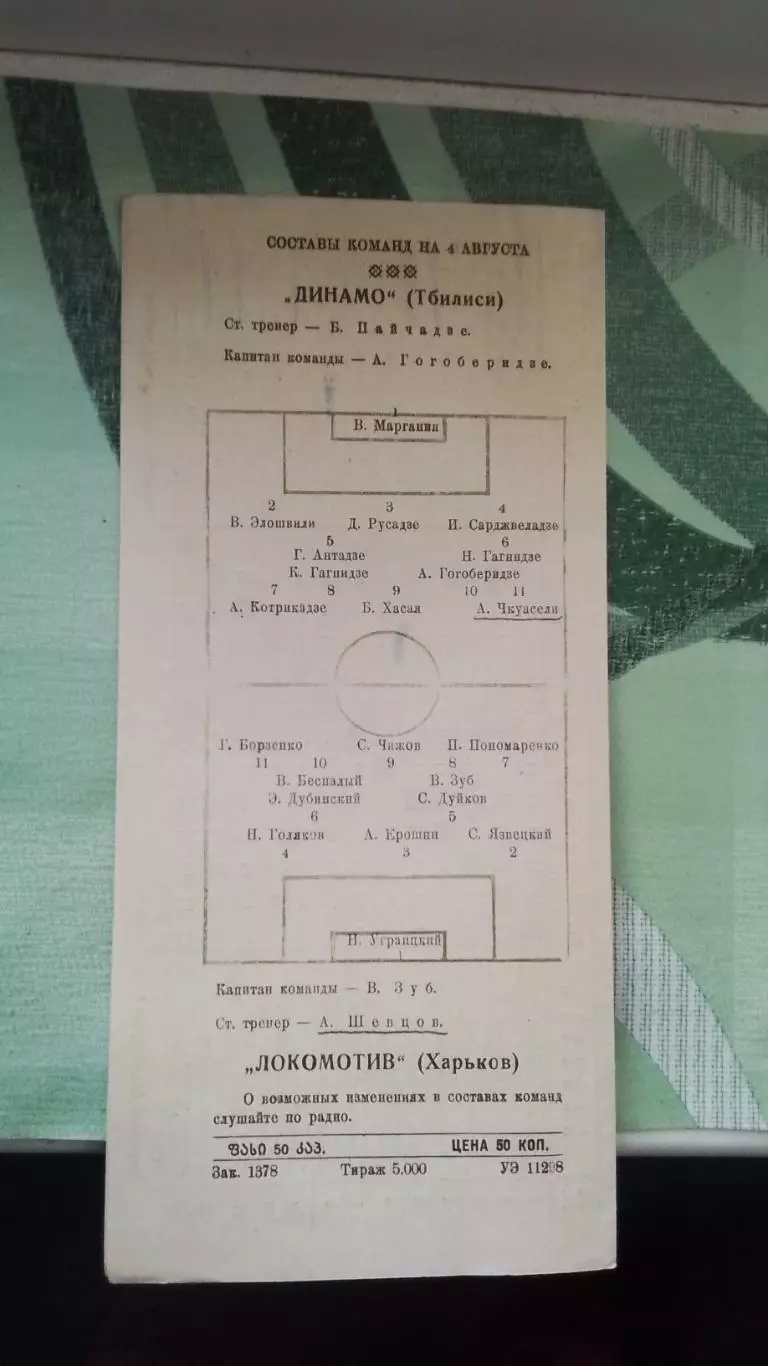 СОСТАВЫ КОМАНД НА 4 АВГУСТА
„ДИНАМО“ (Тбилиси)
Ст. тренер — Б. Пайчадзе.
Капитан команды — А. Гогоберидзе.
1
В. Маргания
2 3 4
В. Элошвили Д. Русадзе И. Сарджвеладзе
5 6
Г. Антадзе Н. Гагнидзе
К. Гагнидзе А. Гогоберидзе
7 8 9 10 11
А. Котрикадзе Б. Хасая А. Чкуасели
Г. Борзенко С. Чижов П. Пономаренко
11 10 9 8 7
В. Беспалый В. Зуб
Э. Дубинский С. Дуйков
6 5
Н. Голяков А. Ерошин С. Язвецкий
4 3 2
Н. Уграицкий
1
Капитан команды — В. Зуб.
Ст. тренер — А. Шевцов.
„ЛОКОМОТИВ“ (Харьков)
О возможных изменениях в составах команд
слушайте по радио.
ფასი 50 კაპ. ЦЕНА 50 КОП.
Зак. 1378 Тираж 5.000 УЭ 11298